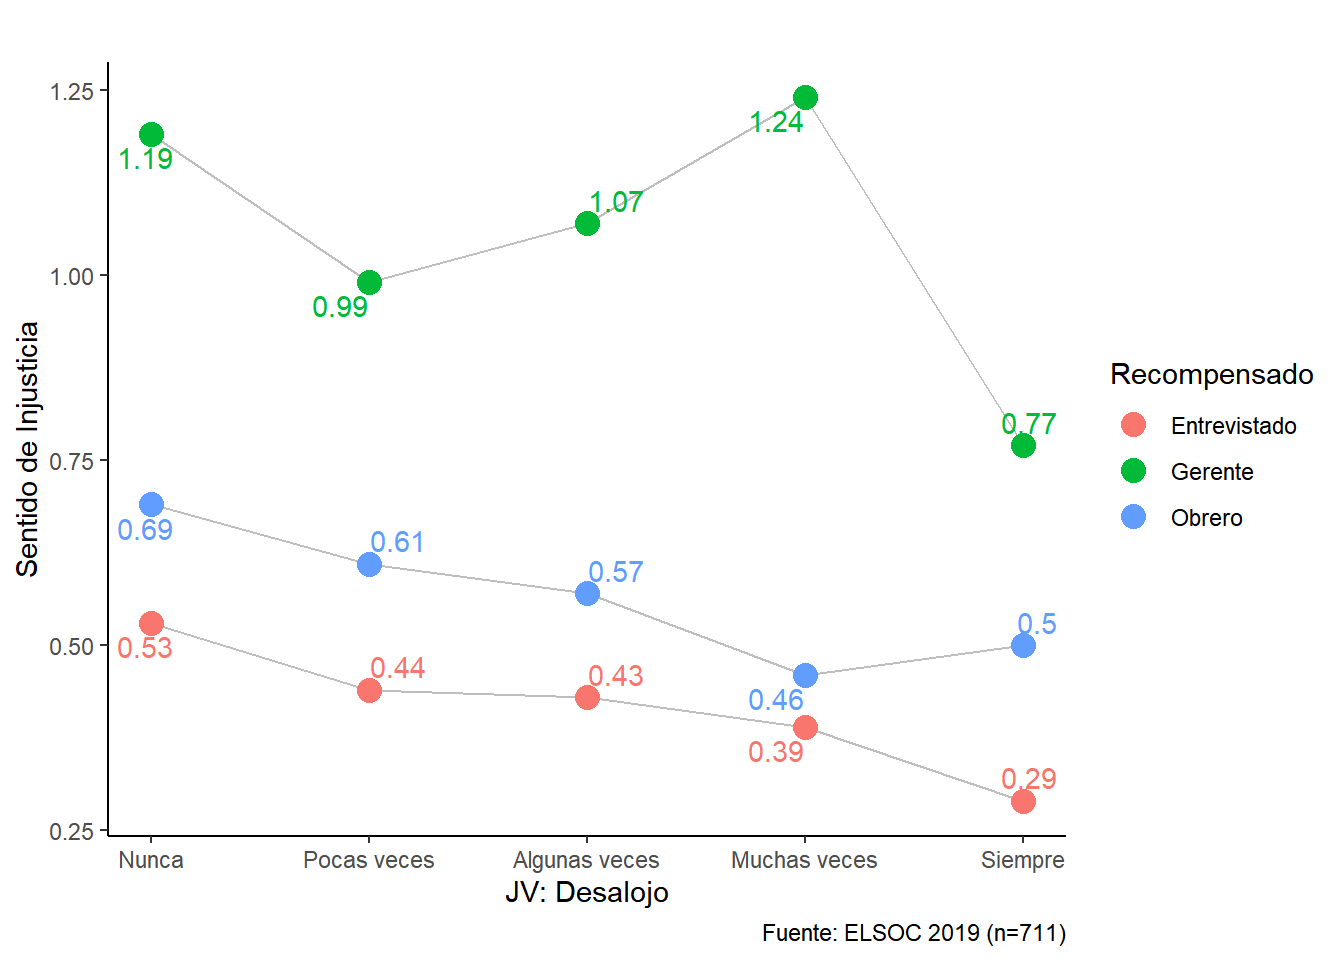 1.25
1.00
0.75
0.50
0.25
Sentido de Injusticia
1.19
0.99
1.07
1.24
0.77
0.69
0.61
0.57
0.46
0.5
0.53
0.44
0.43
0.39
0.29
Nunca
Pocas veces
Algunas veces
Muchas veces
Siempre
JV: Desalojo
Fuente: ELSOC 2019 (n=711)
Recompensado
Entrevistado
Gerente
Obrero